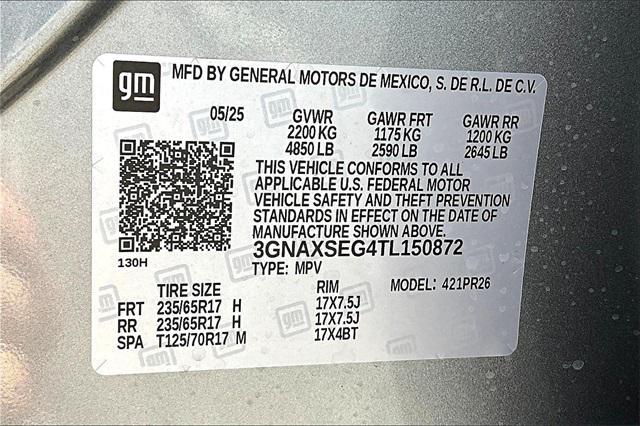 gm MFD BY GENERAL MOTORS DE MEXICO, S. DE R.L. DE C.V.
05/25 GVWR GAWR FRT GAWR RR
2200 KG 1175 KG 1200 KG
4850 LB 2590 LB 2645 LB
THIS VEHICLE CONFORMS TO ALL
APPLICABLE U.S. FEDERAL MOTOR
VEHICLE SAFETY AND THEFT PREVENTION
STANDARDS IN EFFECT ON THE DATE OF
MANUFACTURE SHOWN ABOVE.
3GNAXSEG4TL150872
130H
TYPE: MPV MODEL: 421PR26
TIRE SIZE RIM
FRT 235/65R17 H 17X7.5J
RR 235/65R17 H 17X7.5J
SPA T125/70R17 M 17X4BT